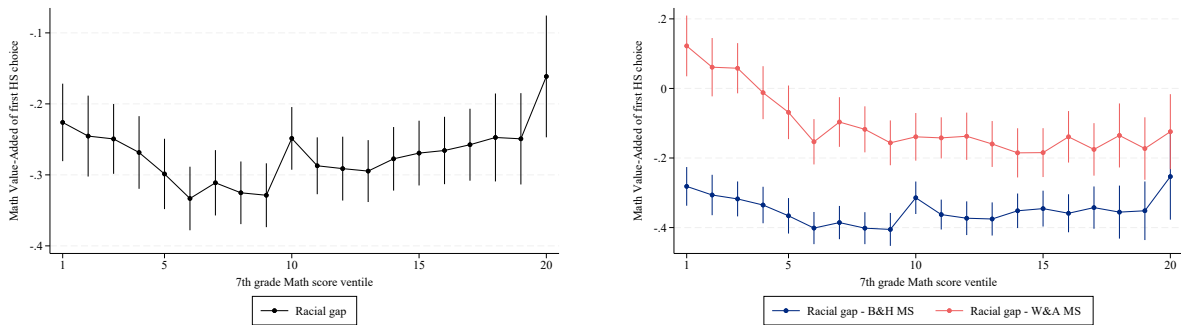 Math Value-Added of first HS choice
-.1
-.2
-.3
-.4
1
5
10
15
20
7th grade Math score ventile
Racial gap
Math Value-Added of first HS choice
.2
0
-.2
-.4
1
5
10
15
20
7th grade Math score ventile
Racial gap - B&H MS
Racial gap - W&A MS